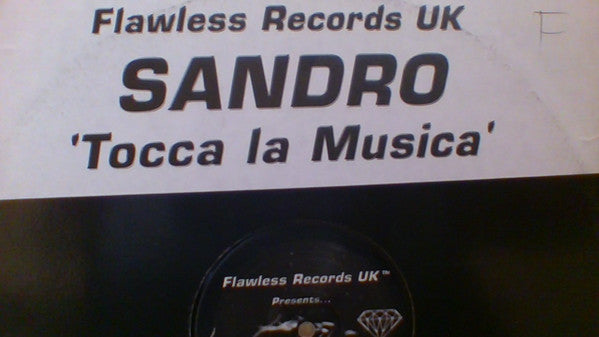 Flawless Records UK
F
SANDRO
'Tocca la Musica'
Flawless Records UK™
Presents...